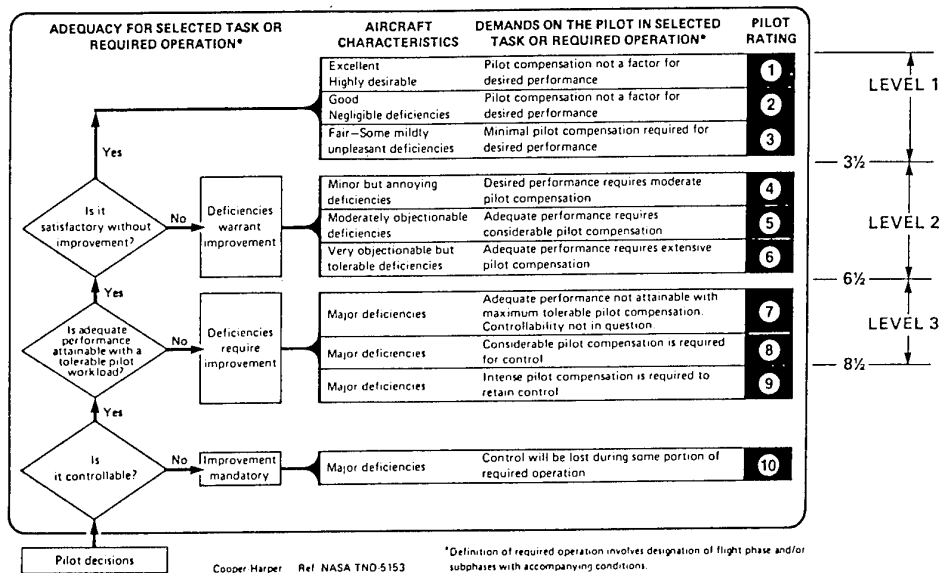 ADEQUACY FOR SELECTED TASK OR
REQUIRED OPERATION*
AIRCRAFT
CHARACTERISTICS
DEMANDS ON THE PILOT IN SELECTED
TASK OR REQUIRED OPERATION*
PILOT
RATING
Excellent
Highly desirable
Pilot compensation not a factor for
desired performance
1
Good
Negligible deficiencies
Pilot compensation not a factor for
desired performance
2
Fair—Some mildly
unpleasant deficiencies
Minimal pilot compensation required for
desired performance
3
LEVEL 1
3½
Yes
Is it
satisfactory without
improvement?
No
Deficiencies
warrant
improvement
Minor but annoying
deficiencies
Desired performance requires moderate
pilot compensation
4
Moderately objectionable
deficiencies
Adequate performance requires
considerable pilot compensation
5
Very objectionable but
tolerable deficiencies
Adequate performance requires extensive
pilot compensation
6
LEVEL 2
6½
Yes
Is adequate
performance
attainable with a
tolerable pilot
workload?
No
Deficiencies
require
improvement
Major deficiencies
Adequate performance not attainable with
maximum tolerable pilot compensation.
Controllability not in question.
7
Major deficiencies
Considerable pilot compensation is required
for control
8
Major deficiencies
Intense pilot compensation is required to
retain control
9
LEVEL 3
8½
Yes
Is
it controllable?
No
Improvement
mandatory
Major deficiencies
Control will be lost during some portion of
required operation
10
Pilot decisions
Cooper-Harper Ref NASA TND-5153
*Definition of required operation involves designation of flight phase and/or
subphases with accompanying conditions.